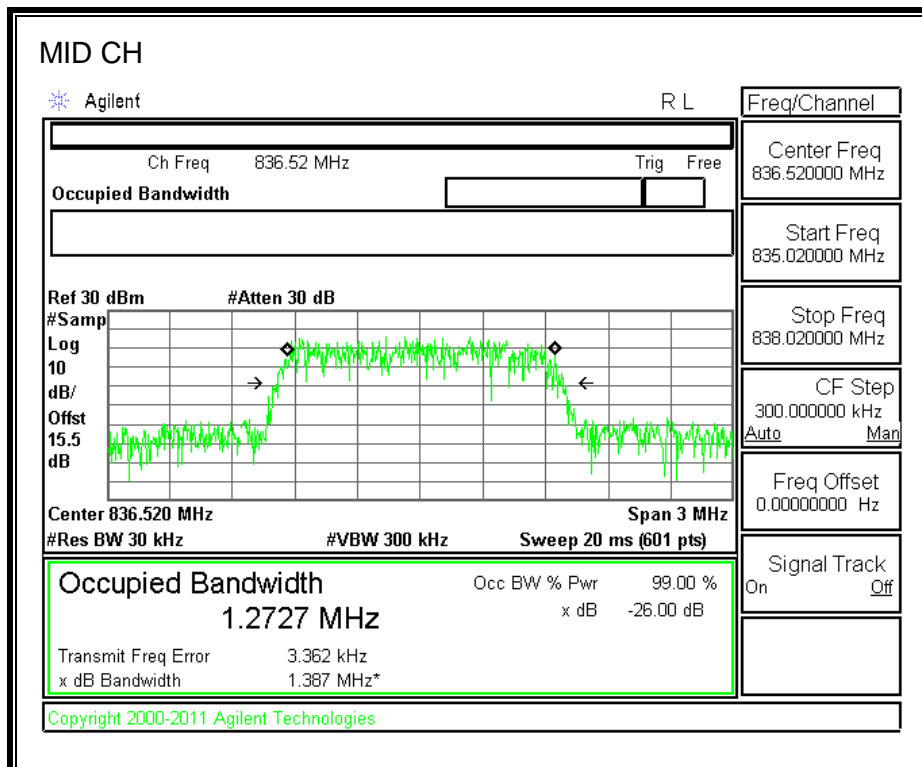 MID CH
Agilent R L
Freq/Channel
Ch Freq 836.52 MHz Trig Free
Occupied Bandwidth
Center Freq
836.520000 MHz
Start Freq
835.020000 MHz
Stop Freq
838.020000 MHz
CF Step
300.000000 kHz
Auto Man
Freq Offset
0.00000000 Hz
Signal Track
On Off
Ref 30 dBm #Atten 30 dB
#Samp
Log
10
dB/
Offst
15.5
dB
Center 836.520 MHz Span 3 MHz
#Res BW 30 kHz #VBW 300 kHz Sweep 20 ms (601 pts)
Occupied Bandwidth Occ BW % Pwr 99.00 %
1.2727 MHz x dB -26.00 dB
Transmit Freq Error 3.362 kHz
x dB Bandwidth 1.387 MHz*
Copyright 2000-2011 Agilent Technologies